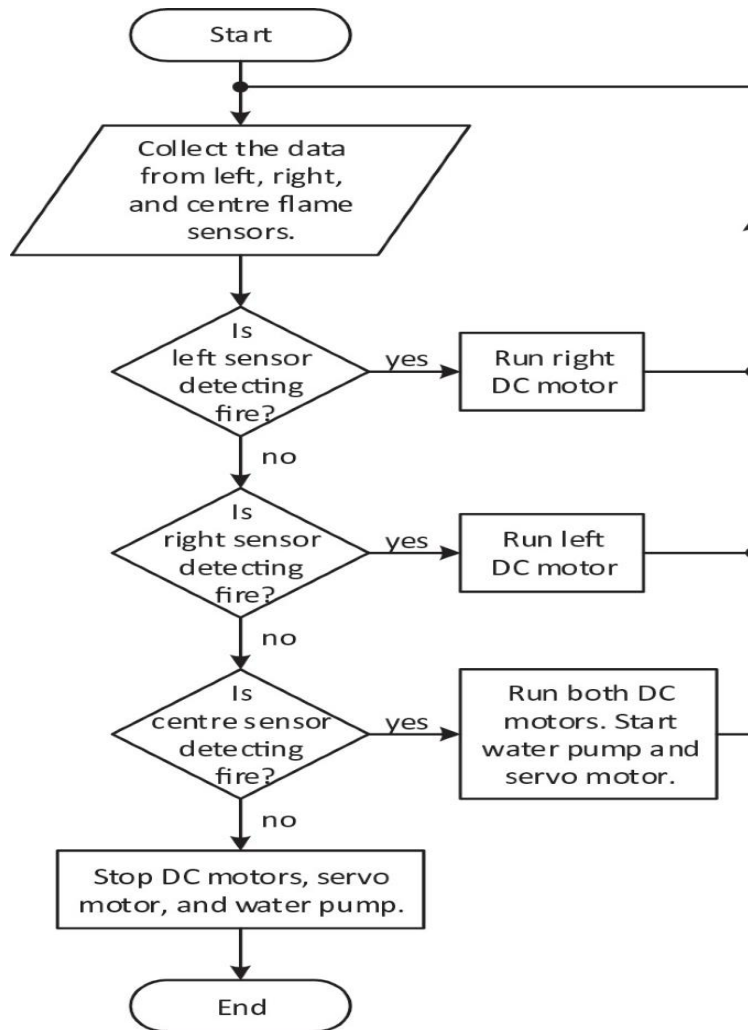 Start
Collect the data
from left, right,
and centre flame
sensors.
Is
left sensor
detecting
fire?
yes
Run right
DC motor
no
Is
right sensor
detecting
fire?
yes
Run left
DC motor
no
Is
centre sensor
detecting
fire?
yes
Run both DC
motors. Start
water pump and
servo motor.
no
Stop DC motors, servo
motor, and water pump.
End